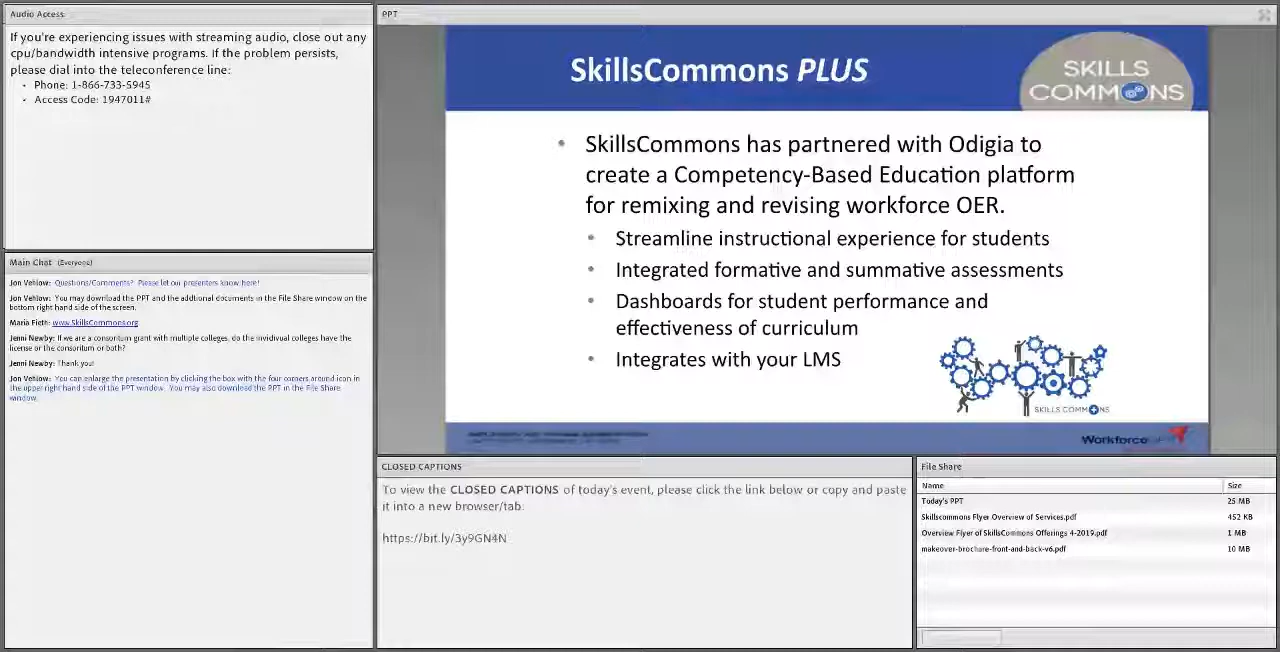 Audio Access
If you're experiencing issues with streaming audio, close out any
cpu/bandwidth intensive programs. If the problem persists,
please dial into the teleconference line:
- Phone: 1-866-733-5945
- Access Code: 1947011#
Main Chat (Everyone)
Jon Vehlow: Questions/Comments? Please let our presenters know here!
Jon Vehlow: You may download the PPT and the additional documents in the File Share window on the
bottom right hand side of the screen.
Maria Fieth: www.SkillsCommons.org
Jenni Newby: If we are a consortium grant with multiple colleges, do the invidivual colleges have the
license or the consortium or both?
Jenni Newby: Thank you!
Jon Vehlow: You can enlarge the presentation by clicking the box with the four corners around icon in
the upper right hand side of the PPT window. You may also download the PPT in the File Share
window.
PPT
SkillsCommons PLUS
SKILLS
COMMONS
• SkillsCommons has partnered with Odigia to
create a Competency-Based Education platform
for remixing and revising workforce OER.
• Streamline instructional experience for students
• Integrated formative and summative assessments
• Dashboards for student performance and
effectiveness of curriculum
• Integrates with your LMS
SKILLS COMMONS
WorkforceGPS
CLOSED CAPTIONS
To view the CLOSED CAPTIONS of today's event, please click the link below or copy and paste
it into a new browser/tab:
https://bit.ly/3y9GN4N
File Share
Name Size
Today's PPT 25 MB
Skillscommons Flyer Overview of Services.pdf 452 KB
Overview Flyer of SkillsCommons Offerings 4-2019.pdf 1 MB
makeover-brochure-front-and-back-v6.pdf 10 MB